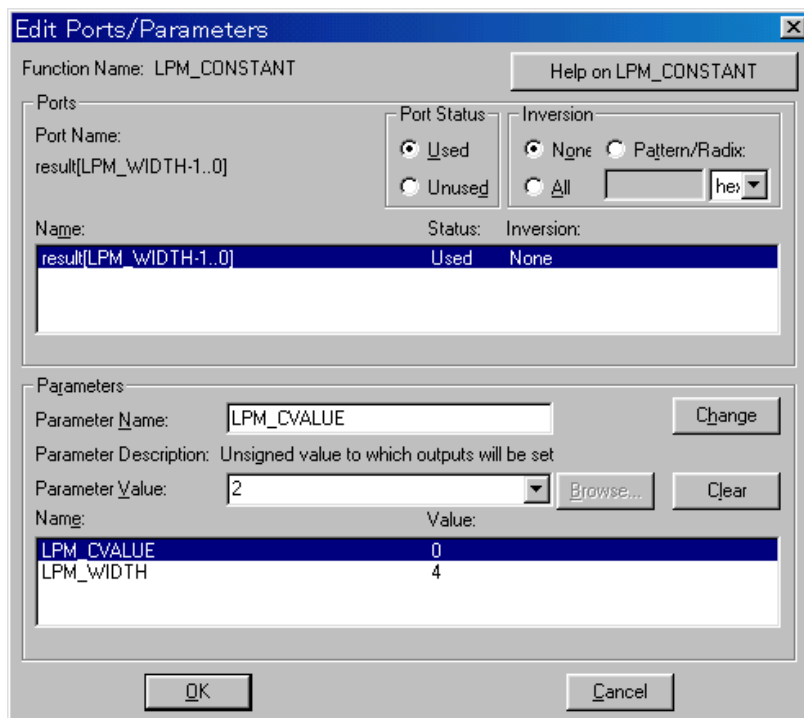 Edit Ports/Parameters
Function Name: LPM_CONSTANT
Help on LPM_CONSTANT
Ports
Port Name:
result[LPM_WIDTH-1..0]
Port Status
Used
Unused
Inversion
None Pattern/Radix:
All hex
Name: Status: Inversion:
result[LPM_WIDTH-1..0] Used None
Parameters
Parameter Name: LPM_CVALUE Change
Parameter Description: Unsigned value to which outputs will be set
Parameter Value: 2 Browse... Clear
Name: Value:
LPM_CVALUE 0
LPM_WIDTH 4
OK Cancel